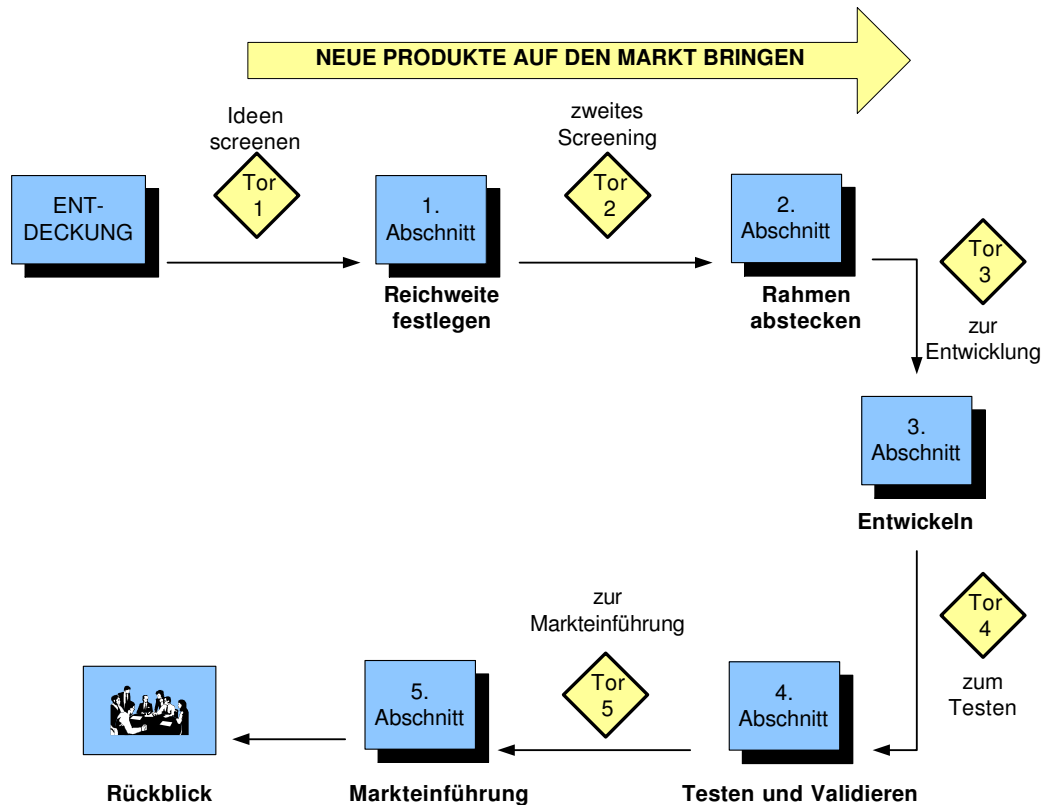 NEUE PRODUKTE AUF DEN MARKT BRINGEN
Ideen
screenen
zweites
Screening
ENT-
DECKUNG
Tor
1
1.
Abschnitt
Tor
2
2.
Abschnitt
Tor
3
Reichweite
festlegen
Rahmen
abstecken
zur
Entwicklung
3.
Abschnitt
Entwickeln
Tor
4
zum
Testen
zur
Markteinführung
Tor
5
5.
Abschnitt
4.
Abschnitt
Rückblick
Markteinführung
Testen und Validieren